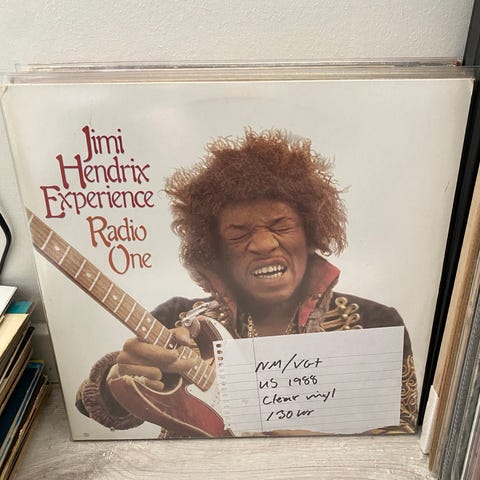 Jimi
Hendrix
Experience
Radio
One
NM/VG+
US 1988
Clear vinyl
130kr